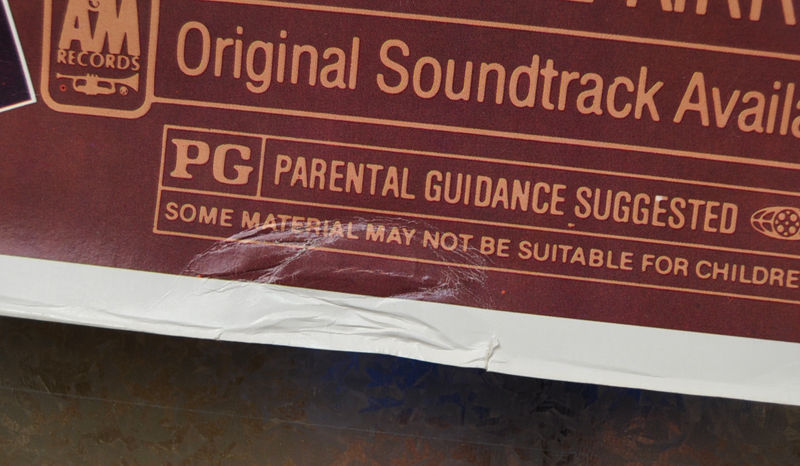 A&M
RECORDS
®
Original Soundtrack Availa
PG PARENTAL GUIDANCE SUGGESTED
SOME MATERIAL MAY NOT BE SUITABLE FOR CHILDRE